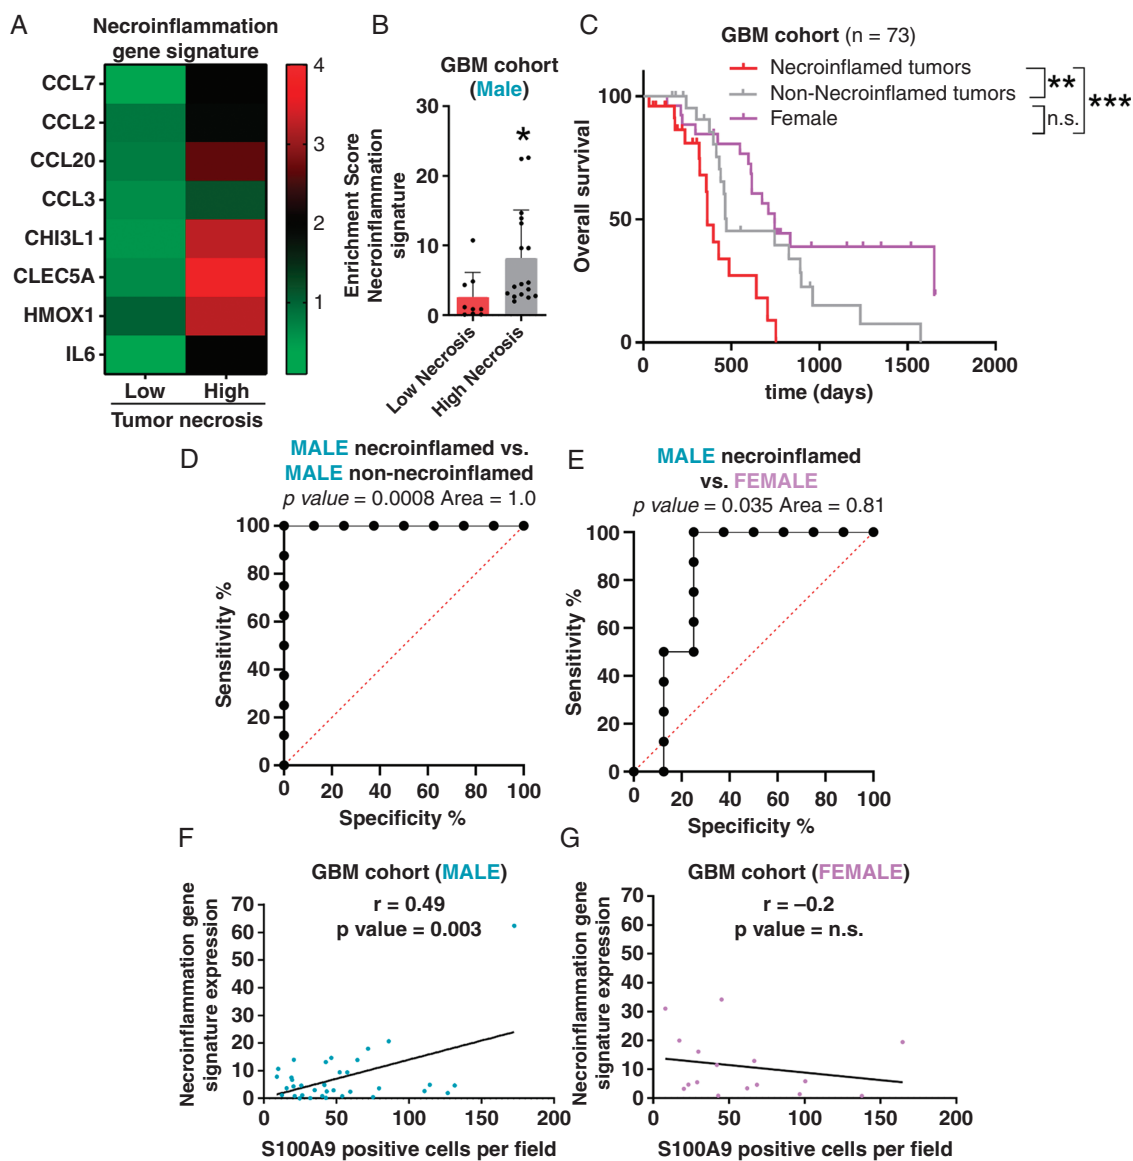 A
Necroinflammation
gene signature
CCL7
CCL2
CCL20
CCL3
CHI3L1
CLEC5A
HMOX1
IL6
Low
High
Tumor necrosis
4
3
2
1
B
GBM cohort
(Male)
Enrichment Score
Necroinflammation
signature
30
20
10
0
*
Low Necrosis
High Necrosis
C
GBM cohort (n = 73)
Necroinflamed tumors
Non-Necroinflamed tumors
Female
**
n.s.
***
Overall survival
100
50
0
0
500
1000
1500
2000
time (days)
D
MALE necroinflamed vs.
MALE non-necroinflamed
p value = 0.0008 Area = 1.0
Sensitivity %
100
80
60
40
20
0
0 20 40 60 80 100
Specificity %
E
MALE necroinflamed
vs. FEMALE
p value = 0.035 Area = 0.81
Sensitivity %
100
80
60
40
20
0
0 20 40 60 80 100
Specificity %
F
GBM cohort (MALE)
r = 0.49
p value = 0.003
Necroinflammation gene
signature expression
70
60
50
40
30
20
10
0
0 50 100 150 200
S100A9 positive cells per field
G
GBM cohort (FEMALE)
r = –0.2
p value = n.s.
Necroinflammation gene
signature expression
70
60
50
40
30
20
10
0
0 50 100 150 200
S100A9 positive cells per field